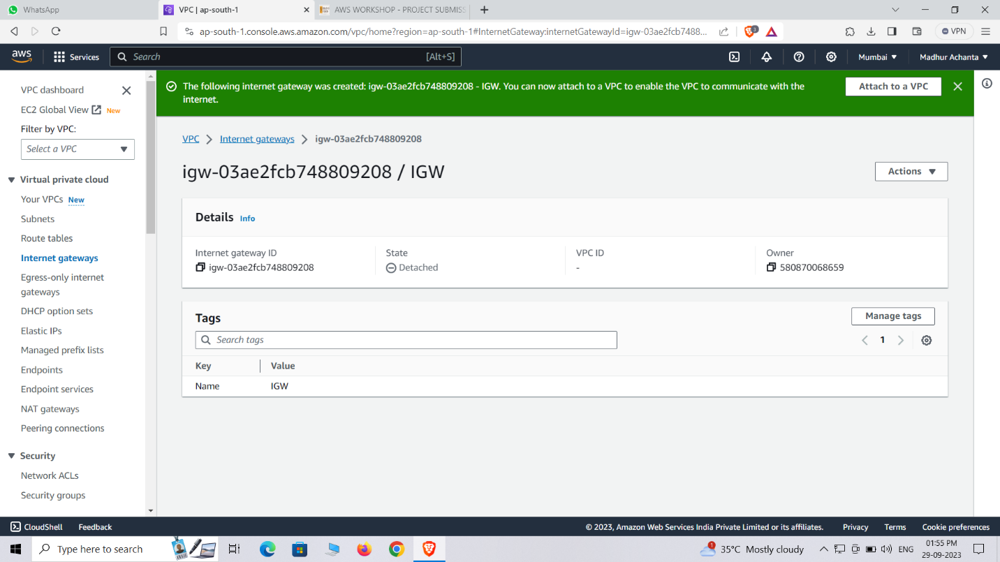 WhatsApp
VPC | ap-south-1
AWS WORKSHOP - PROJECT SUBMISS
ap-south-1.console.aws.amazon.com/vpc/home?region=ap-south-1#InternetGateway:internetGatewayId=igw-03ae2fcb7488...
3
VPN
aws
Services
Search
[Alt+S]
Mumbai
Madhur Achanta
VPC dashboard
EC2 Global View New
Filter by VPC:
Select a VPC
Virtual private cloud
Your VPCs New
Subnets
Route tables
Internet gateways
Egress-only internet
gateways
DHCP option sets
Elastic IPs
Managed prefix lists
Endpoints
Endpoint services
NAT gateways
Peering connections
Security
Network ACLs
Security groups
The following internet gateway was created: igw-03ae2fcb748809208 - IGW. You can now attach to a VPC to enable the VPC to communicate with the
internet.
Attach to a VPC
VPC
Internet gateways
igw-03ae2fcb748809208
igw-03ae2fcb748809208 / IGW
Actions
Details Info
Internet gateway ID
igw-03ae2fcb748809208
State
Detached
VPC ID
-
Owner
580870068659
Tags
Manage tags
Search tags
1
Key Value
Name IGW
CloudShell
Feedback
© 2023, Amazon Web Services India Private Limited or its affiliates.
Privacy
Terms
Cookie preferences
Type here to search
1
35°C Mostly cloudy
ENG
01:55 PM
29-09-2023